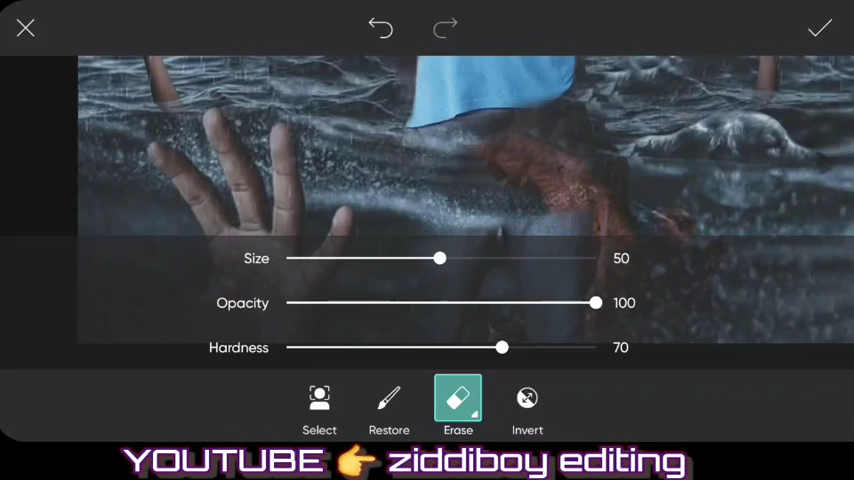 Size 50
Opacity 100
Hardness 70
Select Restore Erase Invert
YOUTUBE 👉 ziddiboy editing